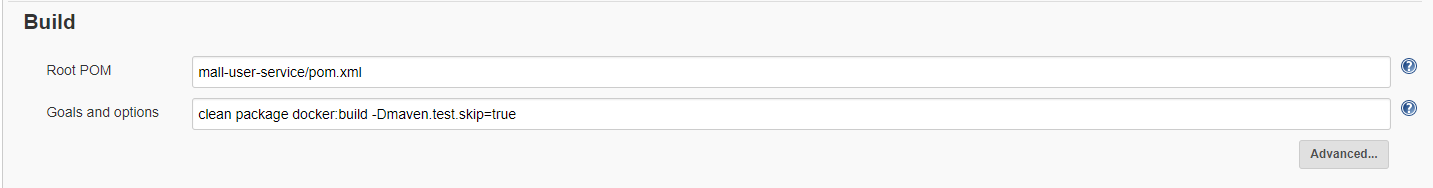 Build
Root POM
mall-user-service/pom.xml
?
Goals and options
clean package docker:build -Dmaven.test.skip=true
?
Advanced...